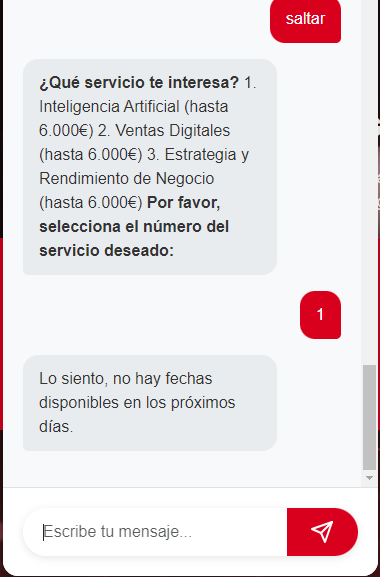 saltar
¿Qué servicio te interesa? 1.
Inteligencia Artificial (hasta
6.000€) 2. Ventas Digitales
(hasta 6.000€) 3. Estrategia y
Rendimiento de Negocio
(hasta 6.000€) Por favor,
selecciona el número del
servicio deseado:
1
Lo siento, no hay fechas
disponibles en los próximos
días.
Escribe tu mensaje...